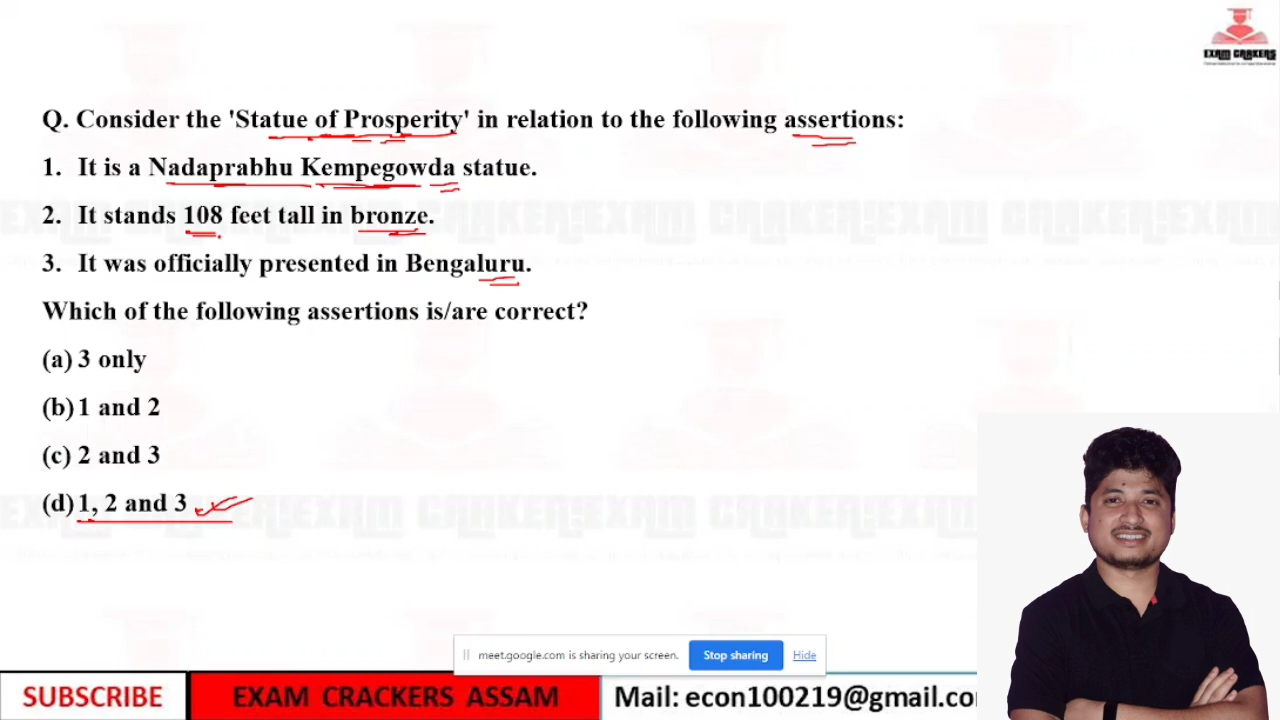 EXAM CRAKERS
Q. Consider the 'Statue of Prosperity' in relation to the following assertions:
1. It is a Nadaprabhu Kempegowda statue.
2. It stands 108 feet tall in bronze.
3. It was officially presented in Bengaluru.
Which of the following assertions is/are correct?
(a) 3 only
(b) 1 and 2
(c) 2 and 3
(d) 1, 2 and 3
meet.google.com is sharing your screen. Stop sharing Hide
SUBSCRIBE EXAM CRACKERS ASSAM Mail: econ100219@gmail.co